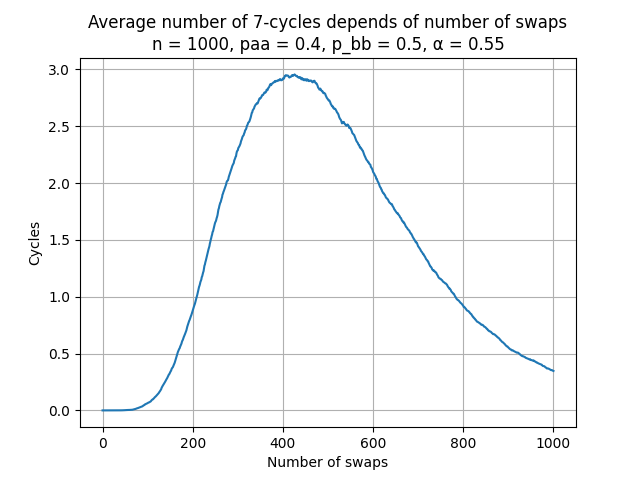 Average number of 7-cycles depends of number of swaps
n = 1000, paa = 0.4, p_bb = 0.5, α = 0.55
3.0
2.5
2.0
1.5
1.0
0.5
0.0
Cycles
0 200 400 600 800 1000
Number of swaps